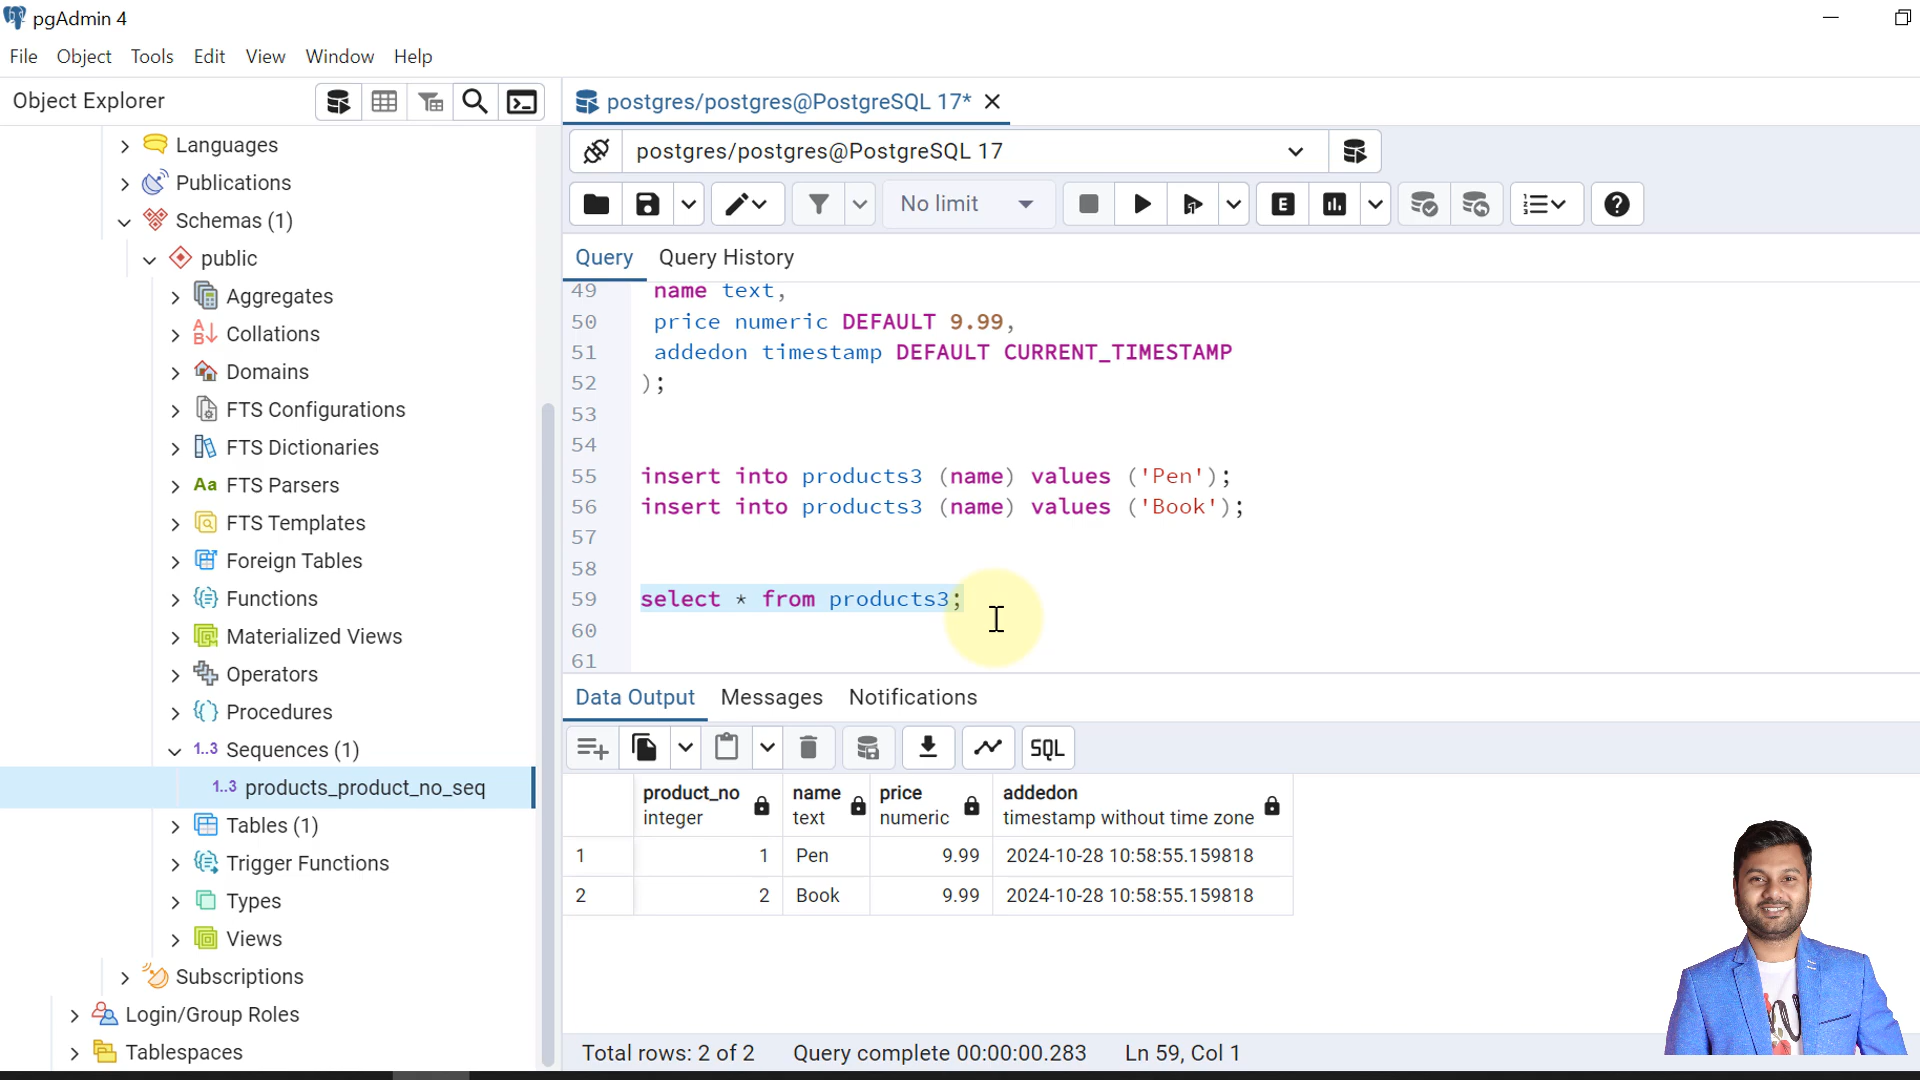 pgAdmin 4
File Object Tools Edit View Window Help
Object Explorer
Languages
Publications
Schemas (1)
public
Aggregates
Collations
Domains
FTS Configurations
FTS Dictionaries
Aa FTS Parsers
FTS Templates
Foreign Tables
Functions
Materialized Views
Operators
Procedures
1..3 Sequences (1)
1..3 products_product_no_seq
Tables (1)
Trigger Functions
Types
Views
Subscriptions
Login/Group Roles
Tablespaces
postgres/postgres@PostgreSQL 17*
postgres/postgres@PostgreSQL 17
No limit
E
Query Query History
49 name text,
50 price numeric DEFAULT 9.99,
51 addedon timestamp DEFAULT CURRENT_TIMESTAMP
52 );
53
54
55 insert into products3 (name) values ('Pen');
56 insert into products3 (name) values ('Book');
57
58
59 select * from products3;
60
61
Data Output Messages Notifications
SQL
product_no name price addedon
integer text numeric timestamp without time zone
1 1 Pen 9.99 2024-10-28 10:58:55.159818
2 2 Book 9.99 2024-10-28 10:58:55.159818
Total rows: 2 of 2 Query complete 00:00:00.283 Ln 59, Col 1